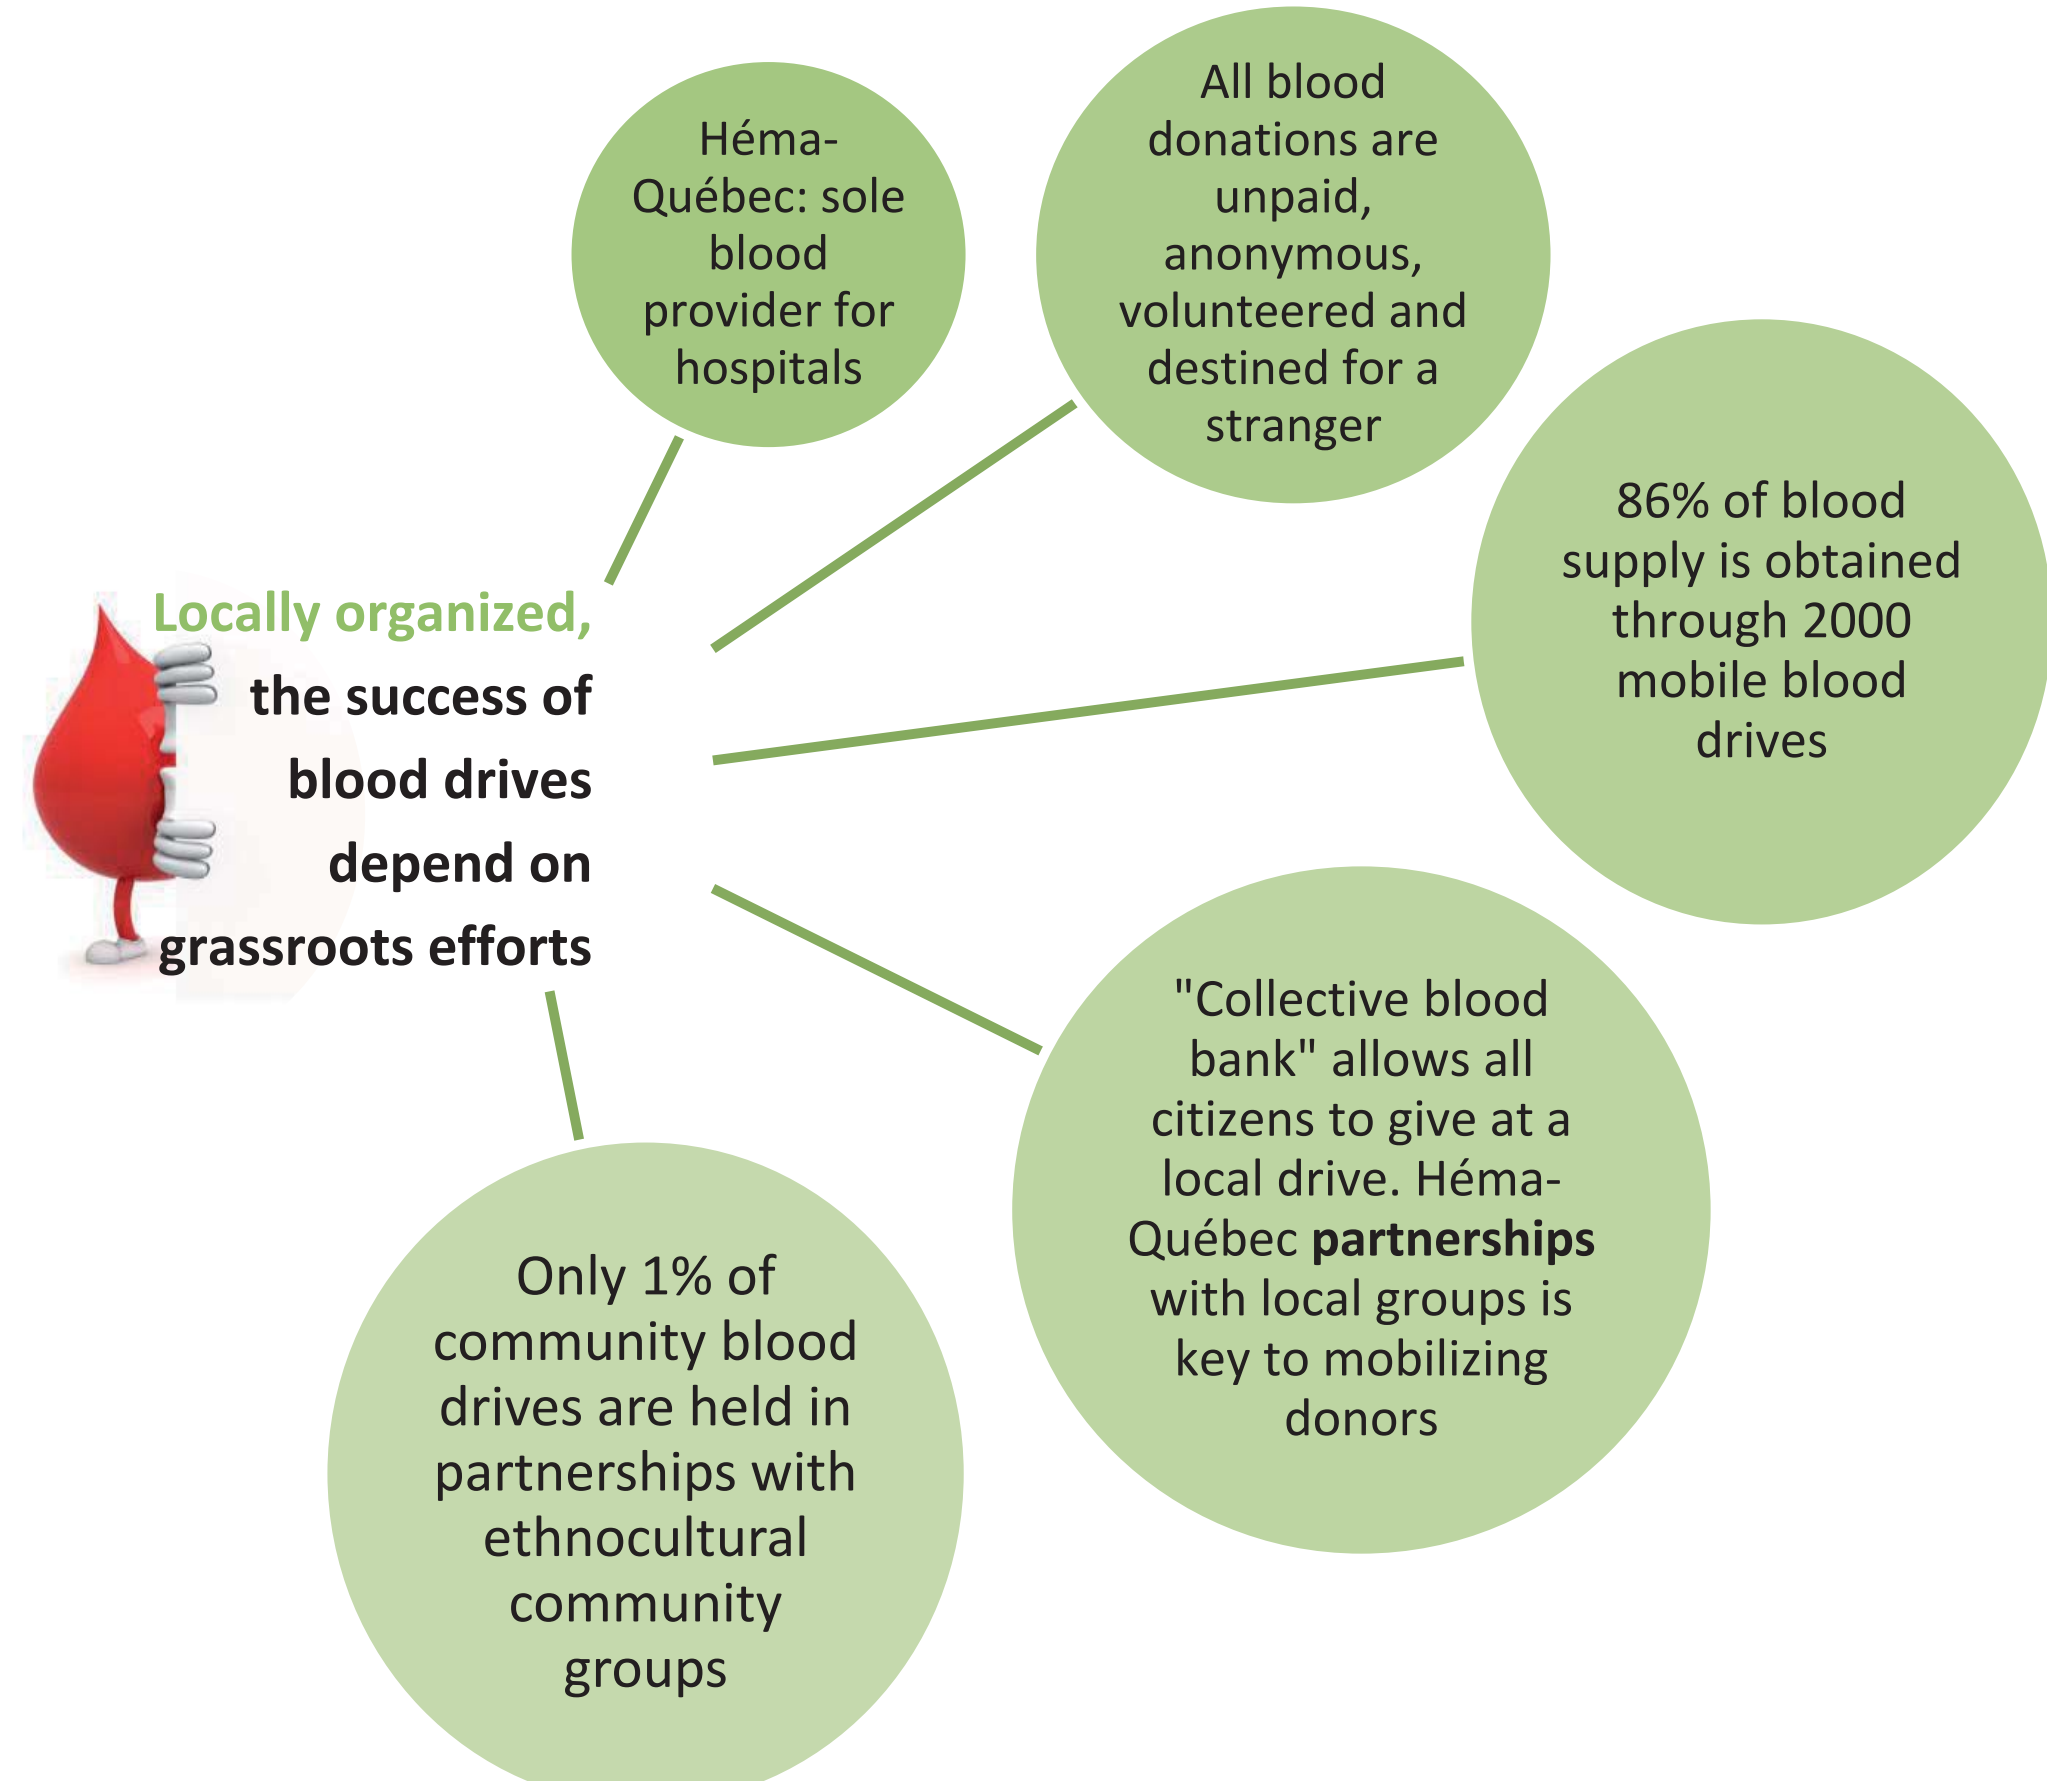 Locally organized,
the success of
blood drives
depend on
grassroots efforts
Héma-
Québec: sole
blood
provider for
hospitals
All blood
donations are
unpaid,
anonymous,
volunteered and
destined for a
stranger
86% of blood
supply is obtained
through 2000
mobile blood
drives
"Collective blood
bank" allows all
citizens to give at a
local drive. Héma-
Québec partnerships
with local groups is
key to mobilizing
donors
Only 1% of
community blood
drives are held in
partnerships with
ethnocultural
community
groups